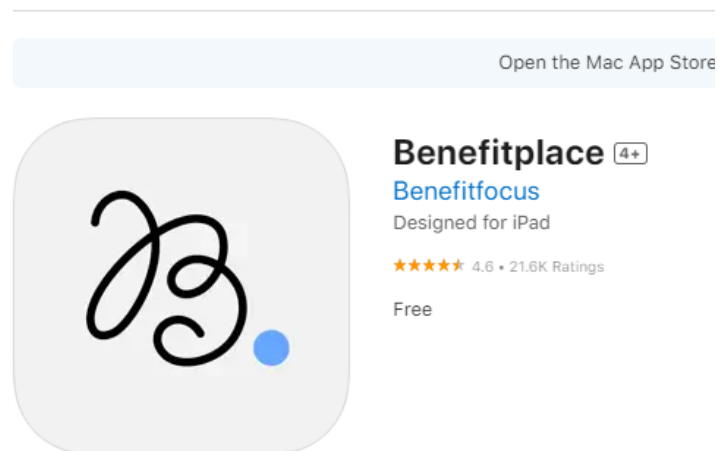 Open the Mac App Store
Benefitplace 4+
Benefitfocus
Designed for iPad
4.6 • 21.6K Ratings
Free
B.